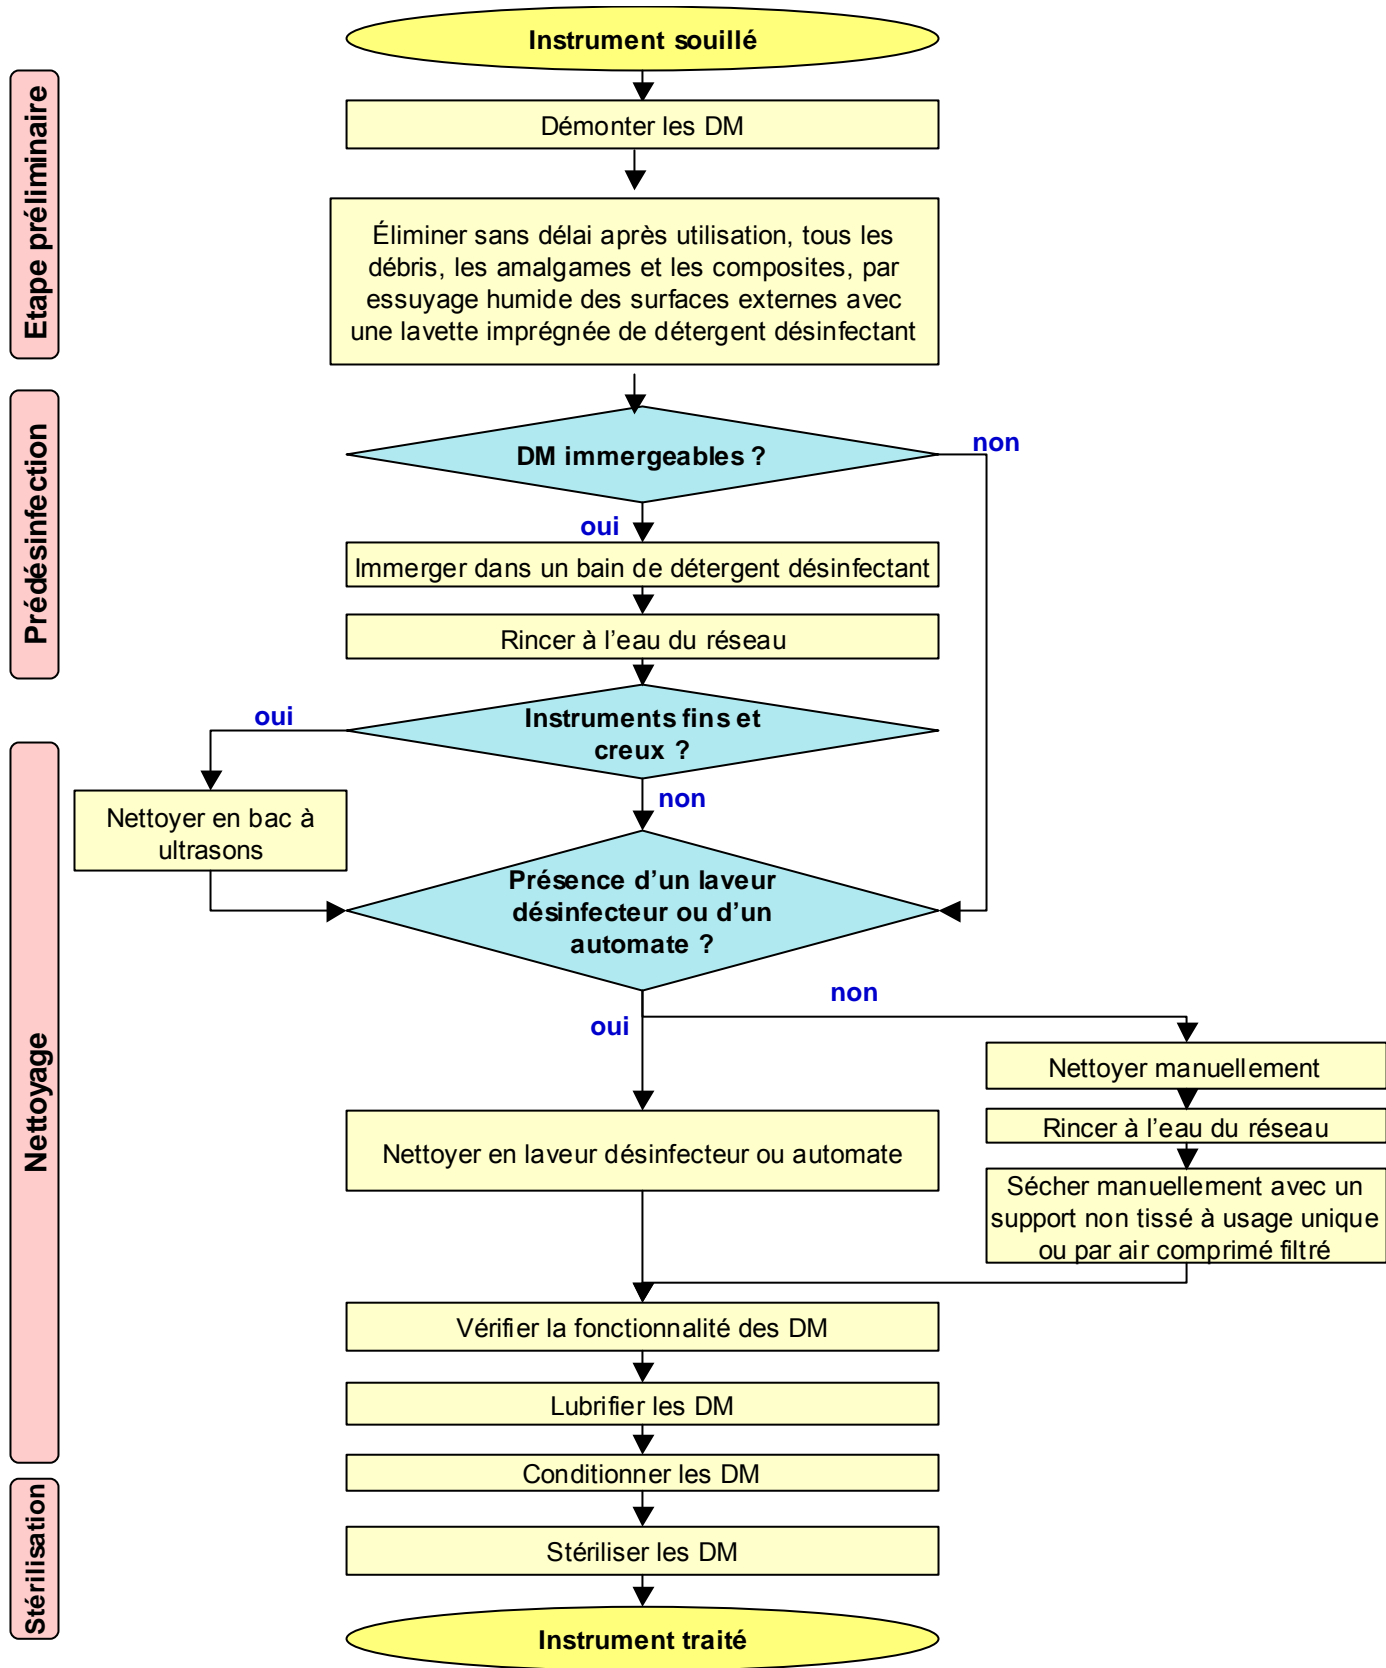 Instrument souillé
Etape préliminaire
Démonter les DM
Éliminer sans délai après utilisation, tous les
débris, les amalgames et les composites, par
essuyage humide des surfaces externes avec
une lavette imprégnée de détergent désinfectant
Prédésinfection
DM immergeables ?
non
oui
Immerger dans un bain de détergent désinfectant
Rincer à l'eau du réseau
Instruments fins et
creux ?
oui
non
Nettoyage
Nettoyer en bac à
ultrasons
Présence d'un laveur
désinfecteur ou d'un
automate ?
non
oui
Nettoyer manuellement
Rincer à l'eau du réseau
Nettoyer en laveur désinfecteur ou automate
Sécher manuellement avec un
support non tissé à usage unique
ou par air comprimé filtré
Vérifier la fonctionnalité des DM
Lubrifier les DM
Conditionner les DM
Stérilisation
Stériliser les DM
Instrument traité